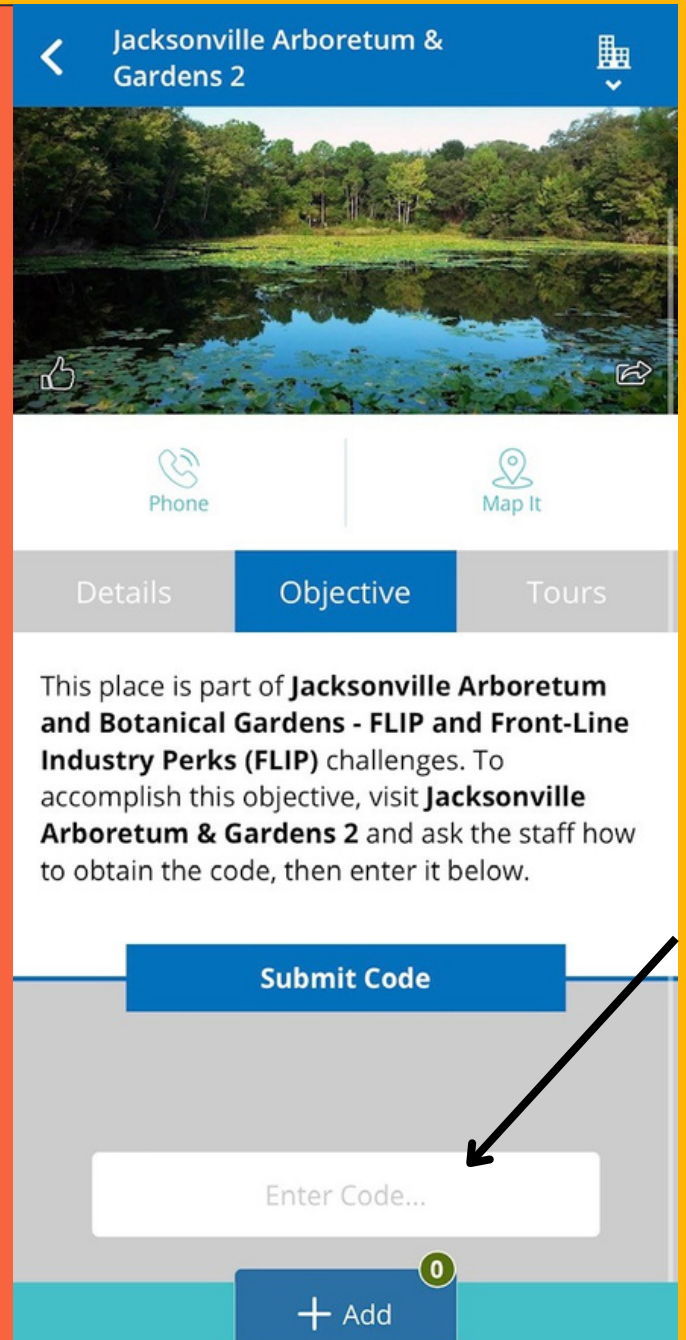 Jacksonville Arboretum &
Gardens 2
Phone
Map It
Details
Objective
Tours
This place is part of Jacksonville Arboretum
and Botanical Gardens - FLIP and Front-Line
Industry Perks (FLIP) challenges. To
accomplish this objective, visit Jacksonville
Arboretum & Gardens 2 and ask the staff how
to obtain the code, then enter it below.
Submit Code
Enter Code...
0
+ Add